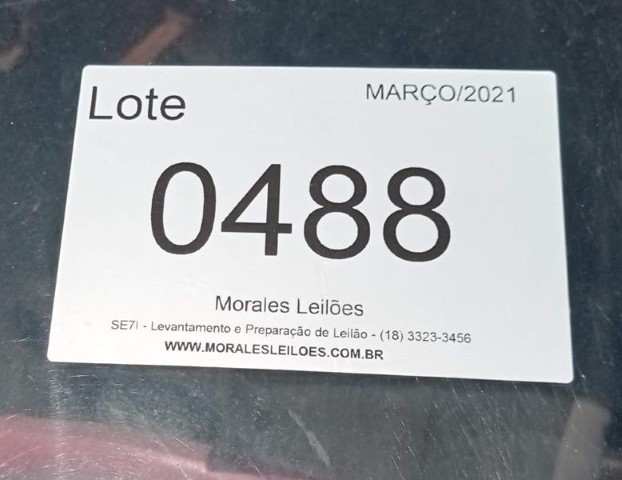 Lote
MARÇO/2021
0488
Morales Leilões
SE7I - Levantamento e Preparação de Leilão - (18) 3323-3456
WWW.MORALESLEILOES.COM.BR